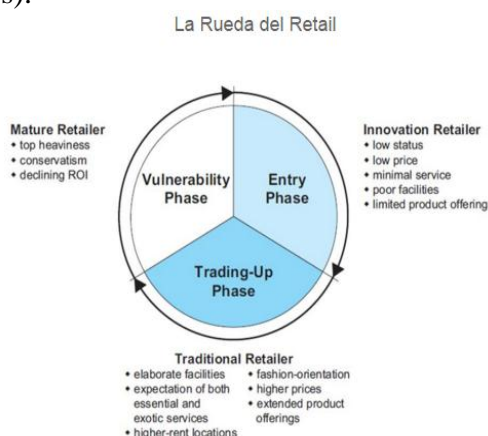 s).
La Rueda del Retail
Mature Retailer
• top heaviness
• conservatism
• declining ROI
Innovation Retailer
• low status
• low price
• minimal service
• poor facilities
• limited product offering
Vulnerability
Phase
Entry
Phase
Trading-Up
Phase
Traditional Retailer
• elaborate facilities
• expectation of both
essential and
exotic services
• higher-rent locations
• fashion-orientation
• higher prices
• extended product
offerings